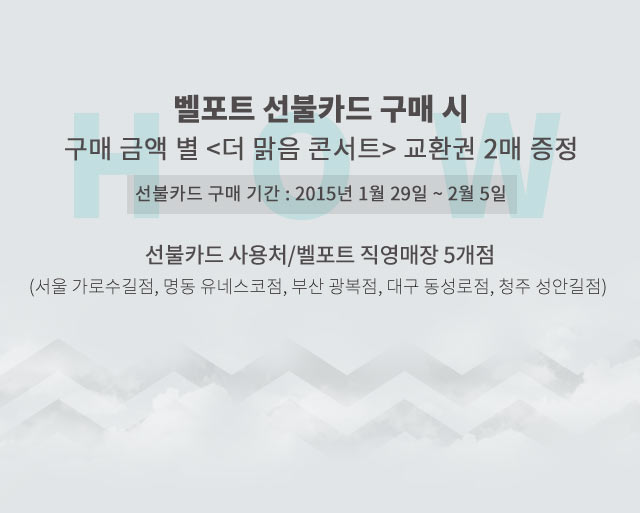 HOW
벨포트 선불카드 구매 시
구매 금액 별 <더 맑음 콘서트> 교환권 2매 증정
선불카드 구매 기간 : 2015년 1월 29일 ~ 2월 5일
선불카드 사용처/벨포트 직영매장 5개점
(서울 가로수길점, 명동 유네스코점, 부산 광복점, 대구 동성로점, 청주 성안길점)